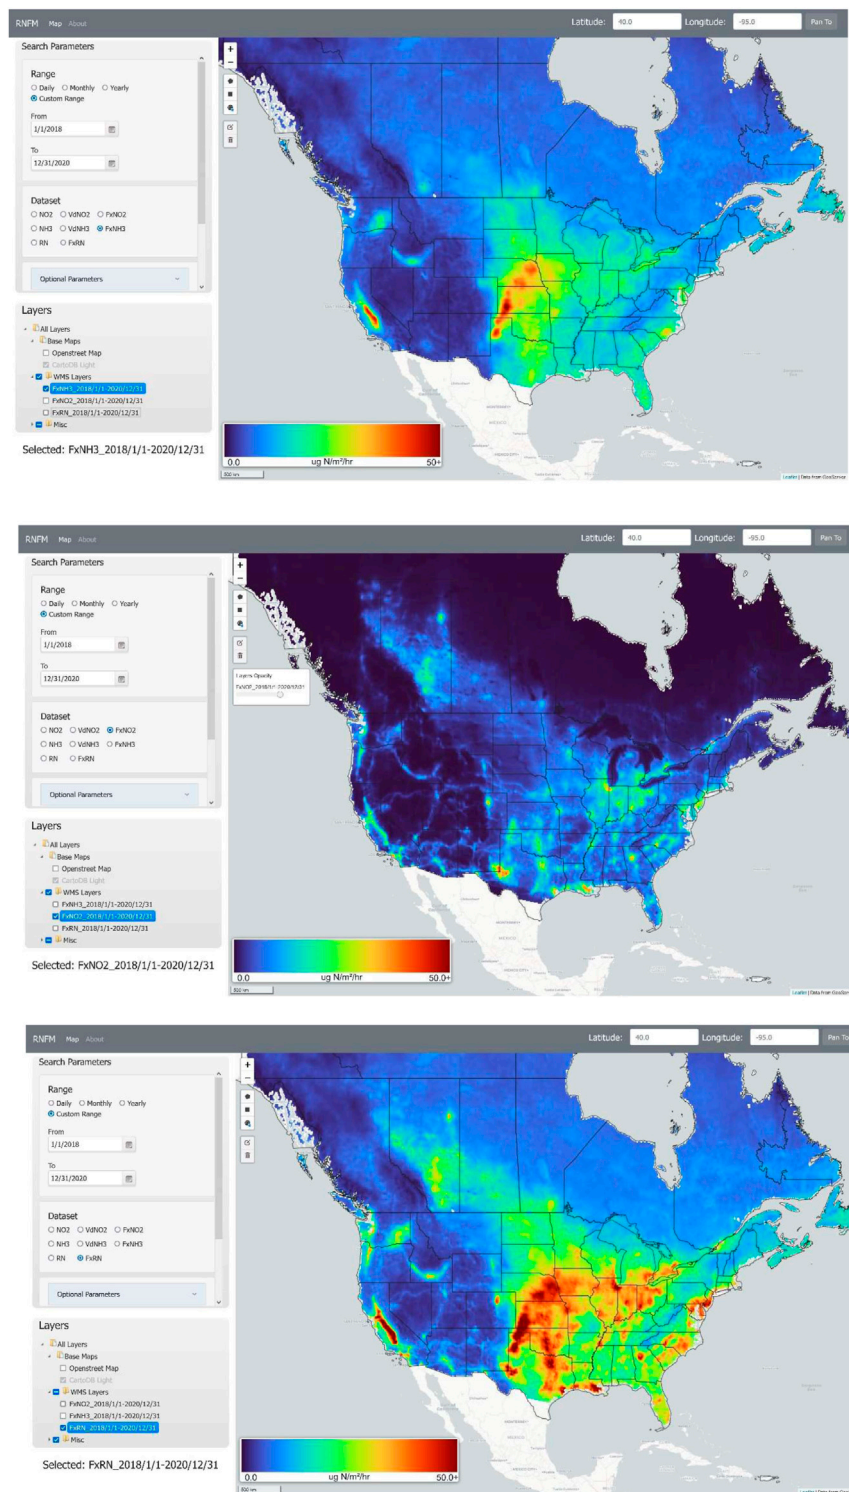 RNFM Map About Latitude: 40.0 Longitude: -95.0 Pan To
Search Parameters
Range
Daily Monthly Yearly
Custom Range
From
1/1/2018
To
12/31/2020
Dataset
NO2 VdNO2 FxNO2
NH3 VdNH3 FxNH3
RN FxRN
Optional Parameters
Layers
All Layers
Base Maps
Openstreet Map
CartoDB Light
WMS Layers
FxNH3_2018/1/1-2020/12/31
FxNO2_2018/1/1-2020/12/31
FxRN_2018/1/1-2020/12/31
Misc
Selected: FxNH3_2018/1/1-2020/12/31
+
−
0.0 ug N/m²/hr 50+
Leaflet | Data from GeoService
RNFM Map About Latitude: 40.0 Longitude: -95.0 Pan To
Search Parameters
Range
Daily Monthly Yearly
Custom Range
From
1/1/2018
To
12/31/2020
Dataset
NO2 VdNO2 FxNO2
NH3 VdNH3 FxNH3
RN FxRN
Optional Parameters
Layers
All Layers
Base Maps
Openstreet Map
CartoDB Light
WMS Layers
FxNH3_2018/1/1-2020/12/31
FxNO2_2018/1/1-2020/12/31
FxRN_2018/1/1-2020/12/31
Misc
Selected: FxNO2_2018/1/1-2020/12/31
+
−
Layers Opacity
FxNO2_2018/1/1-2020/12/31
0.0 ug N/m²/hr 50.0+
RNFM Map About Latitude: 40.0 Longitude: -95.0 Pan To
Search Parameters
Range
Daily Monthly Yearly
Custom Range
From
1/1/2018
To
12/31/2020
Dataset
NO2 VdNO2 FxNO2
NH3 VdNH3 FxNH3
RN FxRN
Optional Parameters
Layers
All Layers
Base Maps
Openstreet Map
CartoDB Light
WMS Layers
FxNO2_2018/1/1-2020/12/31
FxNH3_2018/1/1-2020/12/31
FxRN_2018/1/1-2020/12/31
Misc
Selected: FxRN_2018/1/1-2020/12/31
+
−
0.0 ug N/m²/hr 50.0+